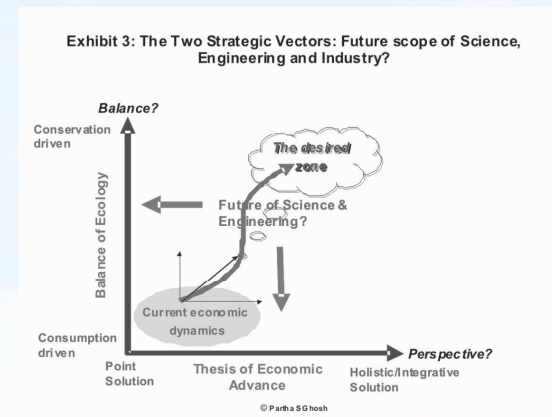 Exhibit 3: The Two Strategic Vectors: Future scope of Science,
Engineering and Industry?
Balance?
Conservation
driven
The desired
zone
Future of Science &
Engineering?
Balance of Ecology
Current economic
dynamics
Consumption
driven
Perspective?
Point
Solution
Thesis of Economic
Advance
Holistic/Integrative
Solution
© Partha S Ghosh